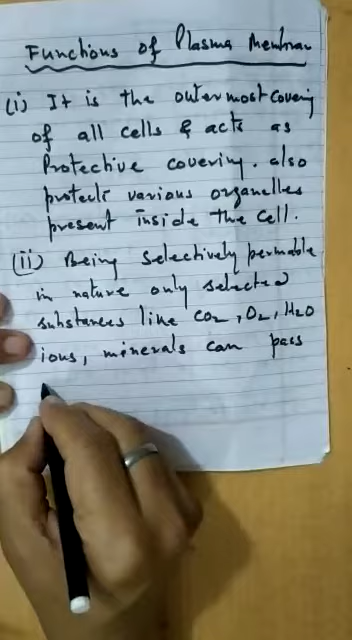 Functions of Plasma Membran
(i) It is the outermost covering
of all cells & acts as
Protective covering. also
protects various organelles
present inside the cell.
(ii) Being selectively permable
in nature only selected
substances like CO2, O2, H2O
ions, minerals can pass